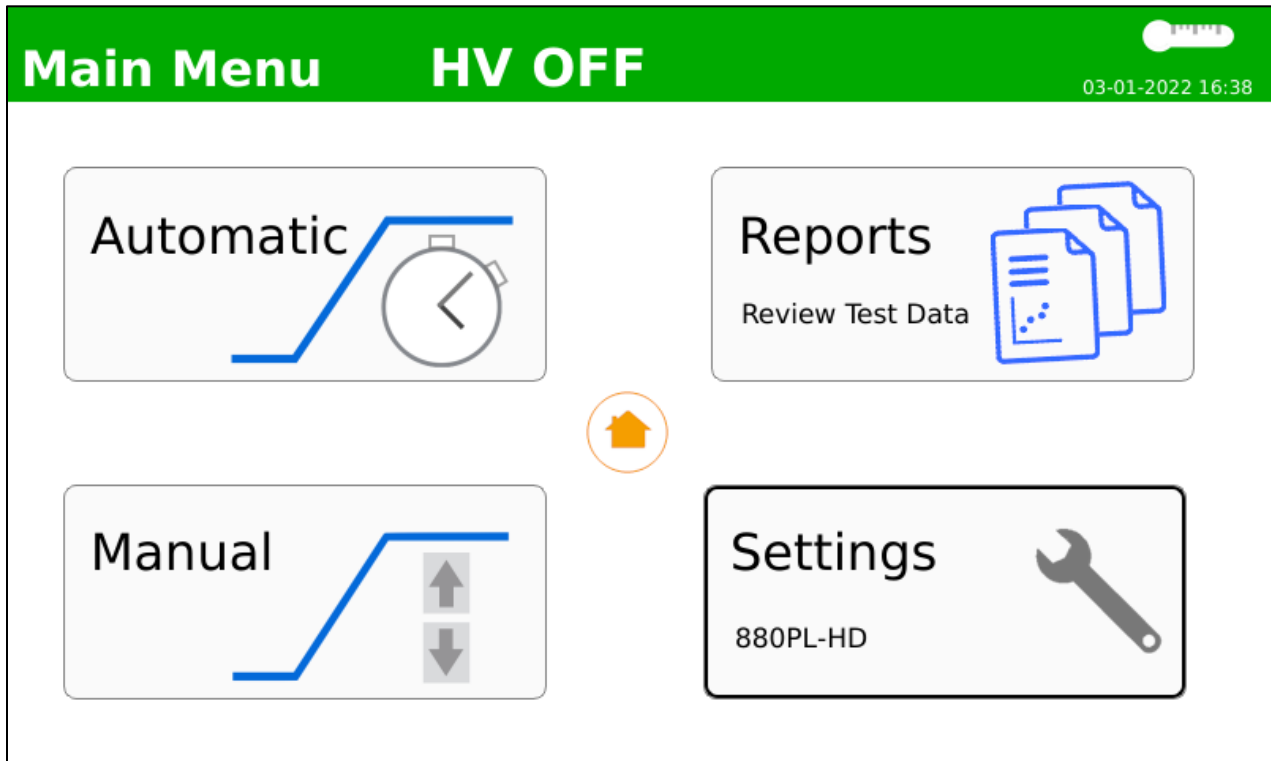 Main Menu HV OFF
03-01-2022 16:38
Automatic
Reports
Review Test Data
Manual
Settings
880PL-HD